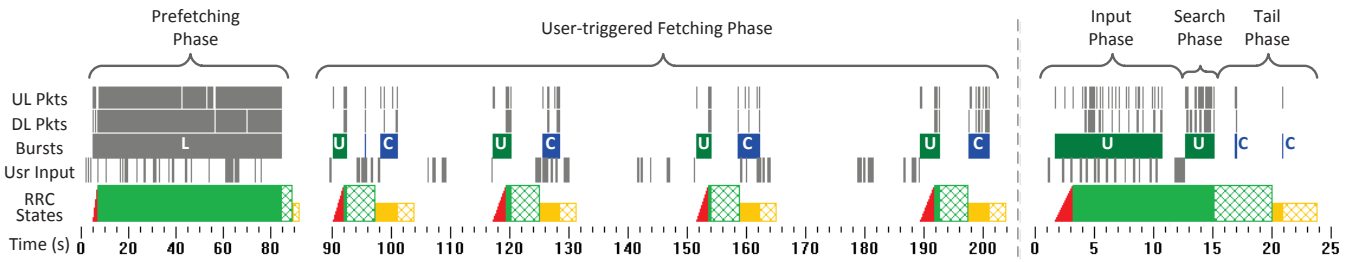 Prefetching
Phase
User-triggered Fetching Phase
Input
Phase
Search
Phase
Tail
Phase
UL Pkts
DL Pkts
Bursts
L
U
C
U
C
U
C
U
C
U
U
C
C
Usr Input
RRC
States
Time (s)
0 20 40 60 80
90 100 110 120 130 140 150 160 170 180 190 200
0 5 10 15 20 25